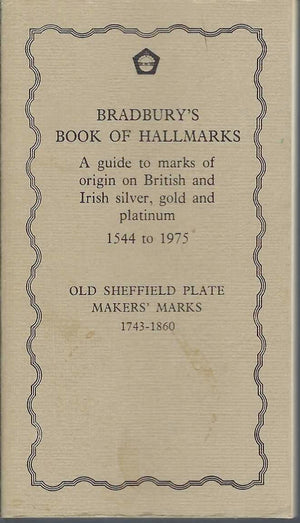 BRADBURY'S
BOOK OF HALLMARKS
A guide to marks of
origin on British and
Irish silver, gold and
platinum
1544 to 1975
OLD SHEFFIELD PLATE
MAKERS' MARKS
1743-1860